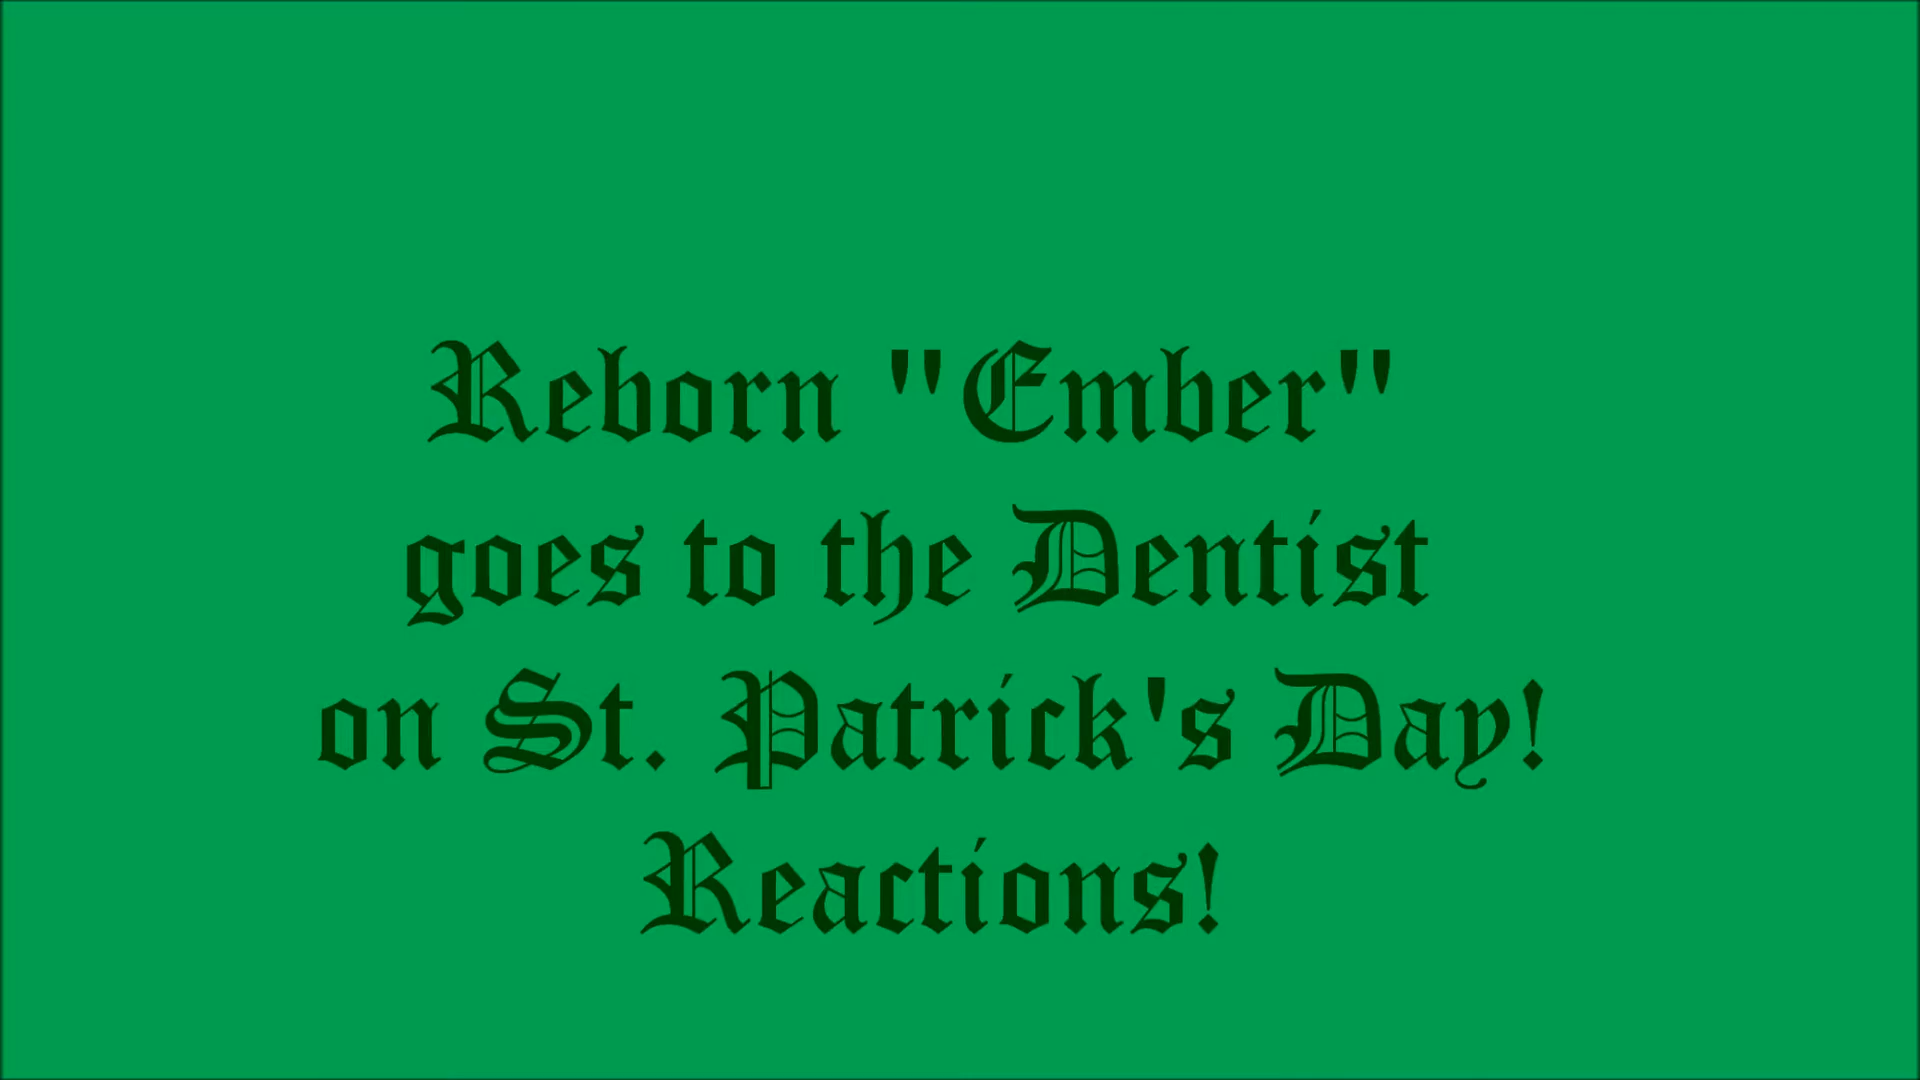 Reborn "Ember"
goes to the Dentist
on St. Patrick's Day!
Reactions!